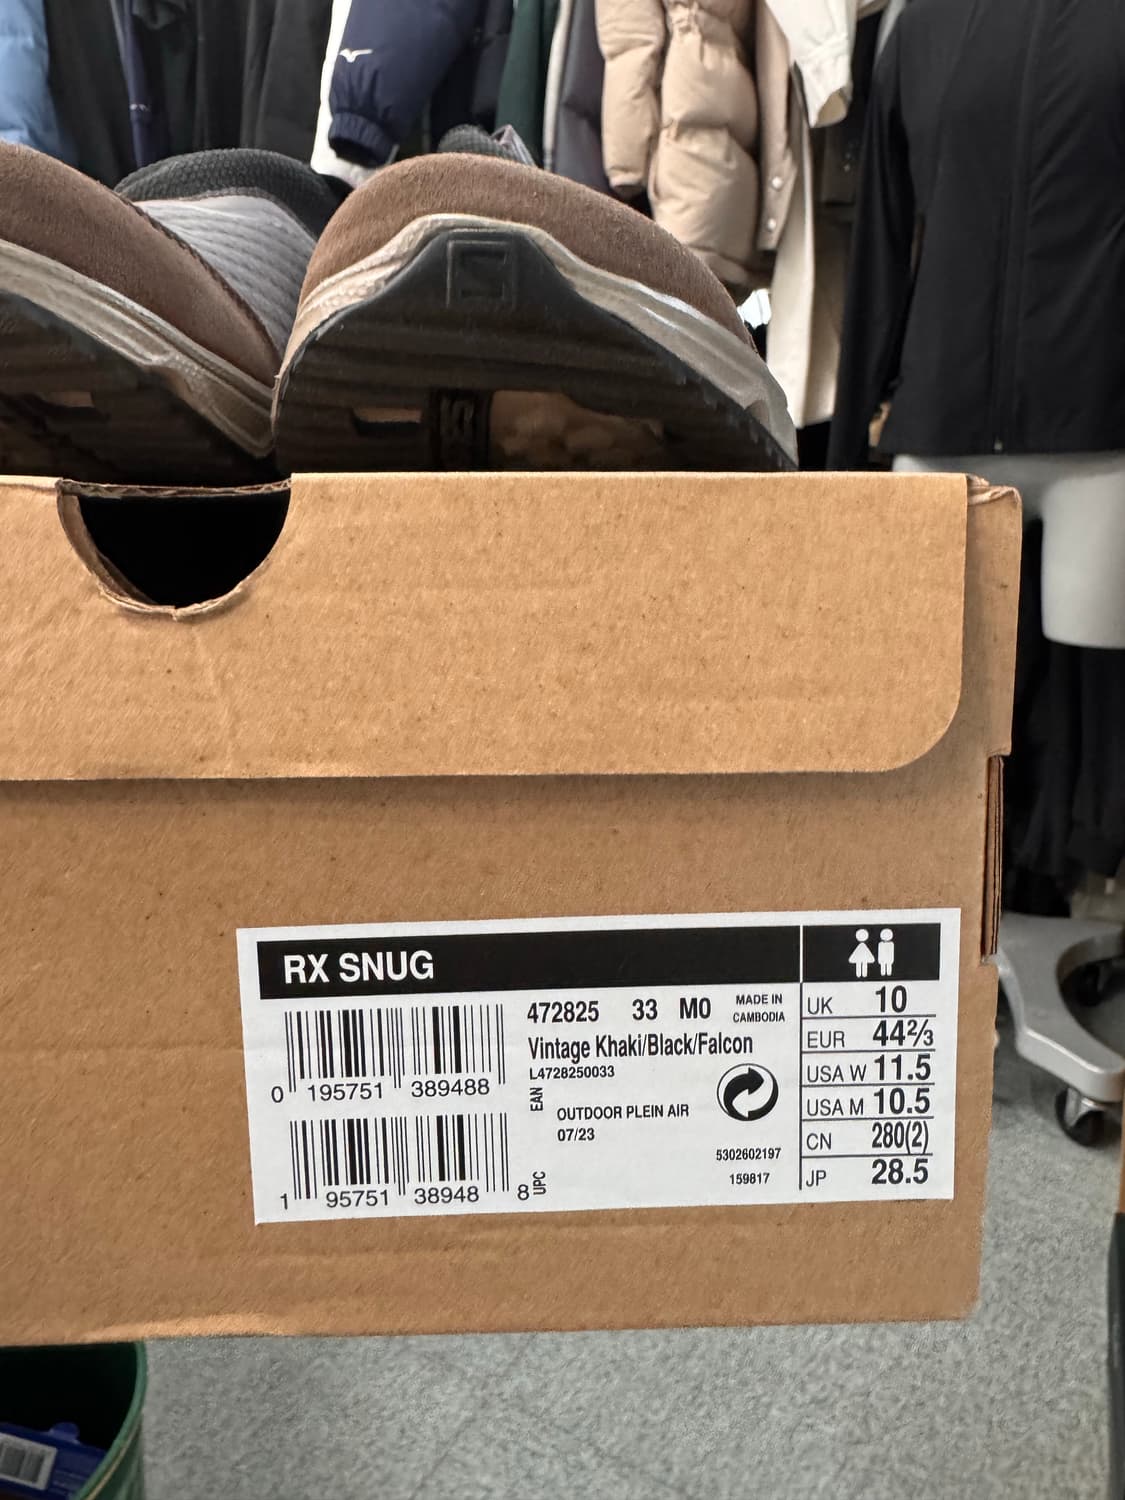 RX SNUG
0 195751 389488
EAN
1 95751 38948 8
UPC
472825 33 M0
MADE IN
CAMBODIA
Vintage Khaki/Black/Falcon
L4728250033
OUTDOOR PLEIN AIR
07/23
5302602197
159817
UK 10
EUR 44⅔
USA W 11.5
USA M 10.5
CN 280(2)
JP 28.5